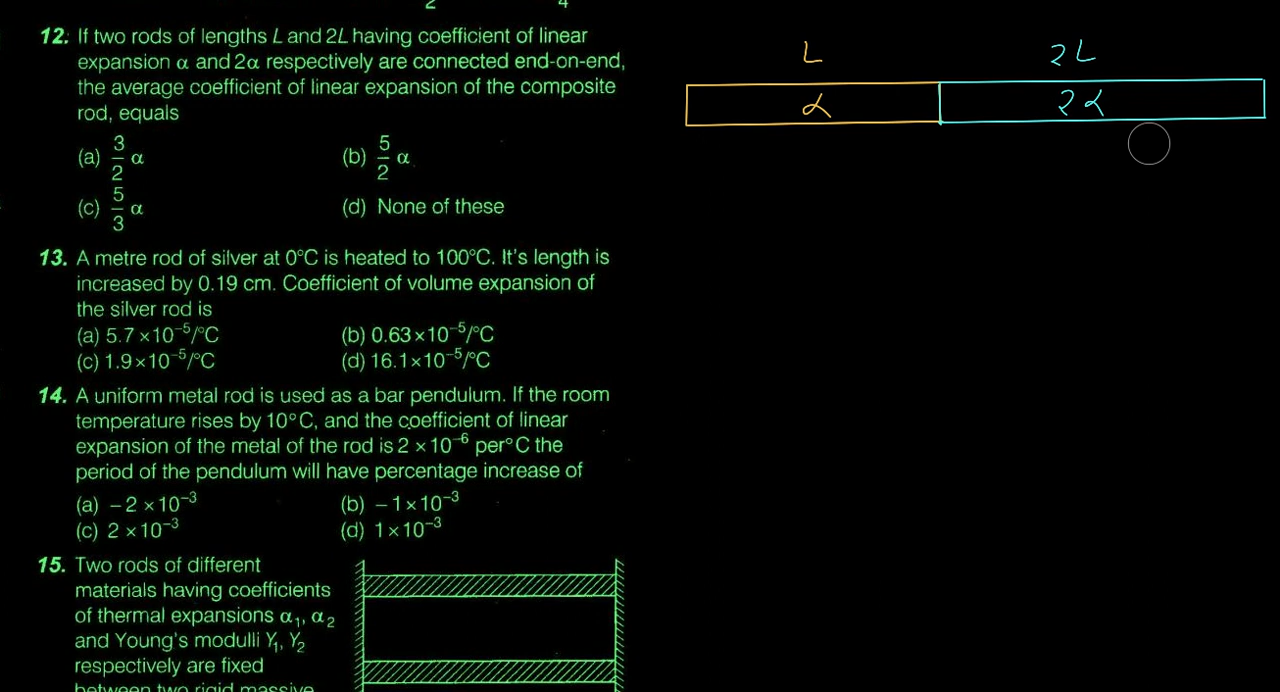 2 4
12. If two rods of lengths L and 2L having coefficient of linear
expansion α and 2α respectively are connected end-on-end,
the average coefficient of linear expansion of the composite
rod, equals
(a) 3/2 α (b) 5/2 α
(c) 5/3 α (d) None of these
13. A metre rod of silver at 0°C is heated to 100°C. It's length is
increased by 0.19 cm. Coefficient of volume expansion of
the silver rod is
(a) 5.7 ×10⁻⁵/°C (b) 0.63×10⁻⁵/°C
(c) 1.9×10⁻⁵/°C (d) 16.1×10⁻⁵/°C
14. A uniform metal rod is used as a bar pendulum. If the room
temperature rises by 10°C, and the coefficient of linear
expansion of the metal of the rod is 2 ×10⁻⁶ per°C the
period of the pendulum will have percentage increase of
(a) −2 ×10⁻³ (b) −1×10⁻³
(c) 2 ×10⁻³ (d) 1×10⁻³
15. Two rods of different
materials having coefficients
of thermal expansions α₁, α₂
and Young's modulli Y₁, Y₂
respectively are fixed
between two rigid massive
L 2L
α 2α